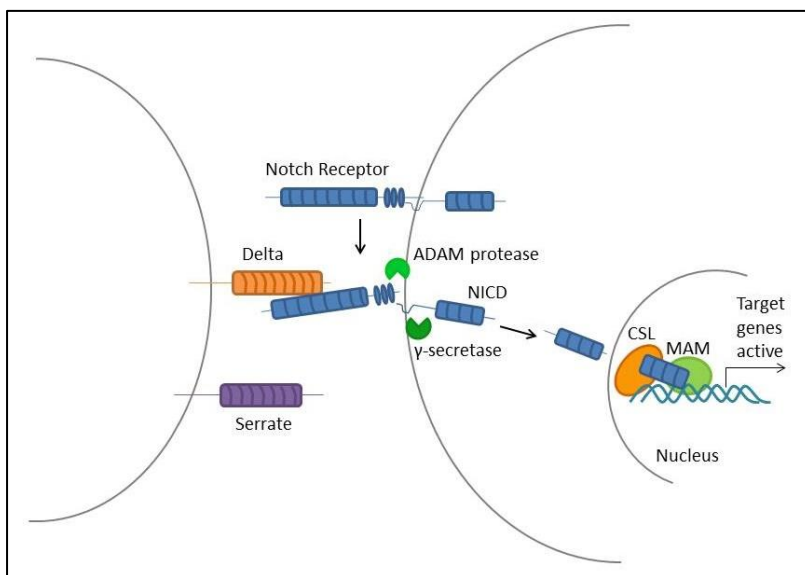 Notch Receptor
Delta
ADAM protease
NICD
γ-secretase
Serrate
CSL
MAM
Target
genes
active
Nucleus